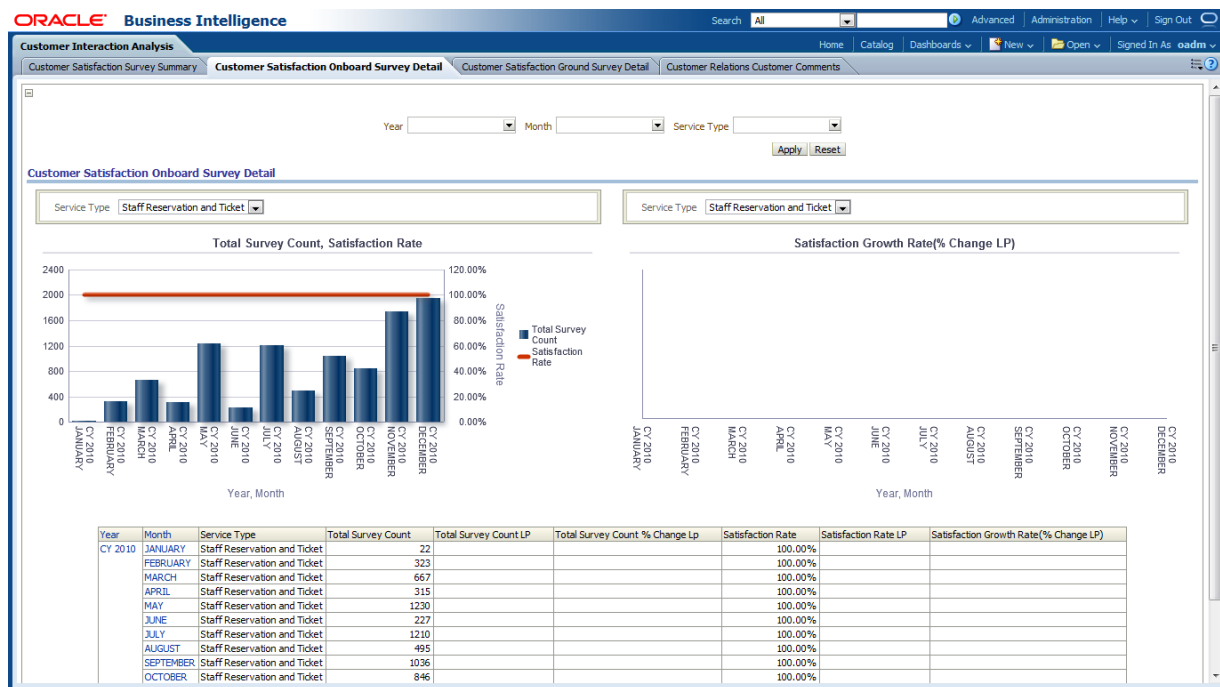 ORACLE Business Intelligence
Search All Advanced Administration Help Sign Out
Customer Interaction Analysis
Home Catalog Dashboards New Open Signed In As oadm
Customer Satisfaction Survey Summary Customer Satisfaction Onboard Survey Detail Customer Satisfaction Ground Survey Detail Customer Relations Customer Comments
Year Month Service Type
Apply Reset
Customer Satisfaction Onboard Survey Detail
Service Type Staff Reservation and Ticket
Total Survey Count, Satisfaction Rate
2400
2000
1600
1200
800
400
0
120.00%
100.00%
80.00%
60.00%
40.00%
20.00%
0.00%
Satisfaction Rate
Total Survey Count
Satisfaction Rate
CY 2010 JANUARY
CY 2010 FEBRUARY
CY 2010 MARCH
CY 2010 APRIL
CY 2010 MAY
CY 2010 JUNE
CY 2010 JULY
CY 2010 AUGUST
CY 2010 SEPTEMBER
CY 2010 OCTOBER
CY 2010 NOVEMBER
CY 2010 DECEMBER
Year, Month
Service Type Staff Reservation and Ticket
Satisfaction Growth Rate(% Change LP)
CY 2010 JANUARY
CY 2010 FEBRUARY
CY 2010 MARCH
CY 2010 APRIL
CY 2010 MAY
CY 2010 JUNE
CY 2010 JULY
CY 2010 AUGUST
CY 2010 SEPTEMBER
CY 2010 OCTOBER
CY 2010 NOVEMBER
CY 2010 DECEMBER
Year, Month
Year Month Service Type Total Survey Count Total Survey Count LP Total Survey Count % Change Lp Satisfaction Rate Satisfaction Rate LP Satisfaction Growth Rate(% Change LP)
CY 2010 JANUARY Staff Reservation and Ticket 22 100.00%
FEBRUARY Staff Reservation and Ticket 323 100.00%
MARCH Staff Reservation and Ticket 667 100.00%
APRIL Staff Reservation and Ticket 315 100.00%
MAY Staff Reservation and Ticket 1230 100.00%
JUNE Staff Reservation and Ticket 227 100.00%
JULY Staff Reservation and Ticket 1210 100.00%
AUGUST Staff Reservation and Ticket 495 100.00%
SEPTEMBER Staff Reservation and Ticket 1036 100.00%
OCTOBER Staff Reservation and Ticket 846 100.00%